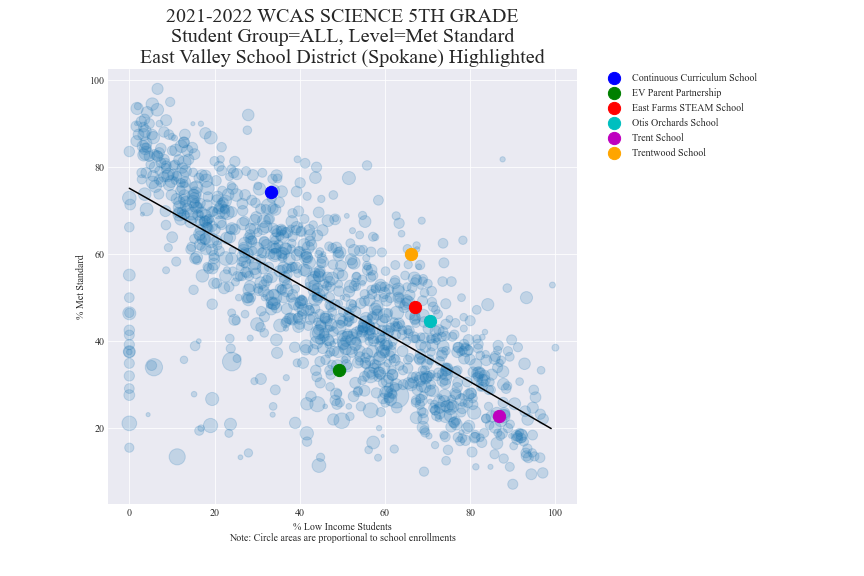 2021-2022 WCAS SCIENCE 5TH GRADE
Student Group=ALL, Level=Met Standard
East Valley School District (Spokane) Highlighted
Continuous Curriculum School
EV Parent Partnership
East Farms STEAM School
Otis Orchards School
Trent School
Trentwood School
% Met Standard
100
80
60
40
20
0 20 40 60 80 100
% Low Income Students
Note: Circle areas are proportional to school enrollments